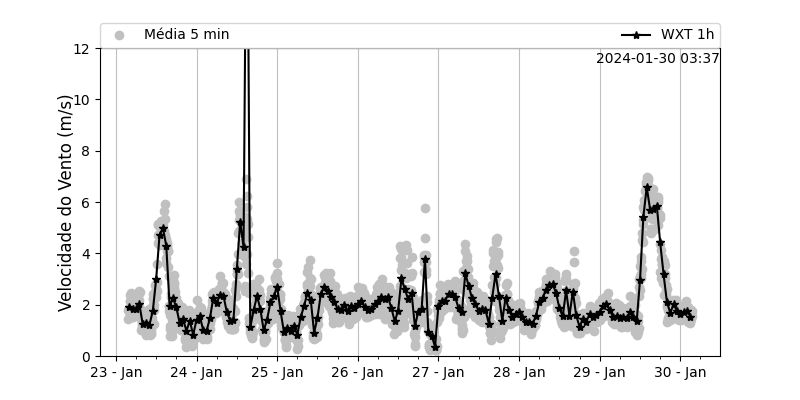 Média 5 min
WXT 1h
2024-01-30 03:37
Velocidade do Vento (m/s)
12
10
8
6
4
2
0
23 - Jan 24 - Jan 25 - Jan 26 - Jan 27 - Jan 28 - Jan 29 - Jan 30 - Jan